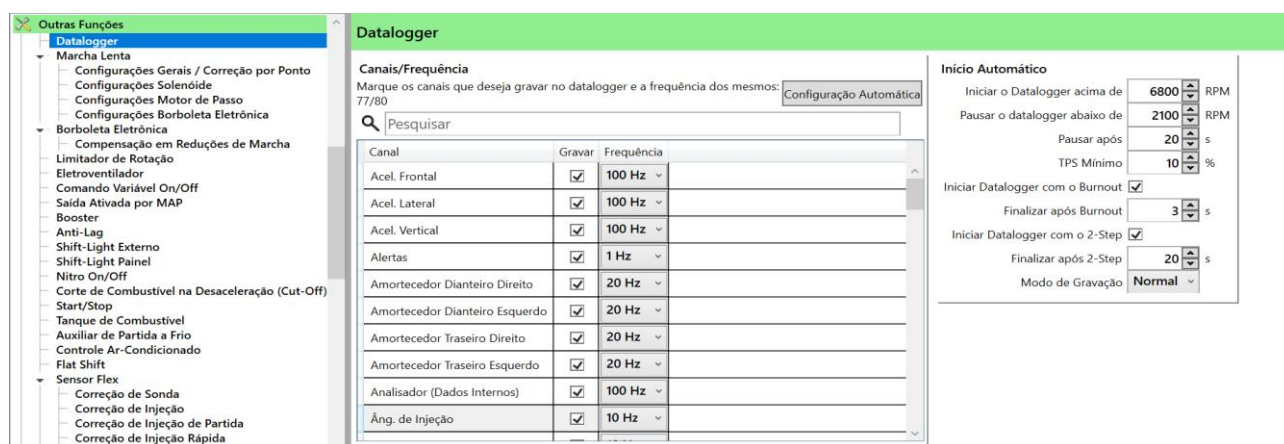 Outras Funções
Datalogger
Marcha Lenta
Configurações Gerais / Correção por Ponto
Configurações Solenóide
Configurações Motor de Passo
Configurações Borboleta Eletrônica
Borboleta Eletrônica
Compensação em Reduções de Marcha
Limitador de Rotação
Eletroventilador
Comando Variável On/Off
Saída Ativada por MAP
Booster
Anti-Lag
Shift-Light Externo
Shift-Light Painel
Nitro On/Off
Corte de Combustível na Desaceleração (Cut-Off)
Start/Stop
Tanque de Combustível
Auxiliar de Partida a Frio
Controle Ar-Condicionado
Flat Shift
Sensor Flex
Correção de Sonda
Correção de Injeção
Correção de Injeção de Partida
Correção de Injeção Rápida
Datalogger
Canais/Frequência
Marque os canais que deseja gravar no datalogger e a frequência dos mesmos:
77/80
Configuração Automática
Pesquisar
Canal Gravar Frequência
Acel. Frontal 100 Hz
Acel. Lateral 100 Hz
Acel. Vertical 100 Hz
Alertas 1 Hz
Amortecedor Dianteiro Direito 20 Hz
Amortecedor Dianteiro Esquerdo 20 Hz
Amortecedor Traseiro Direito 20 Hz
Amortecedor Traseiro Esquerdo 20 Hz
Analisador (Dados Internos) 100 Hz
Âng. de Injeção 10 Hz
Início Automático
Iniciar o Datalogger acima de 6800 RPM
Pausar o datalogger abaixo de 2100 RPM
Pausar após 20 s
TPS Mínimo 10 %
Iniciar Datalogger com o Burnout
Finalizar após Burnout 3 s
Iniciar Datalogger com o 2-Step
Finalizar após 2-Step 20 s
Modo de Gravação Normal